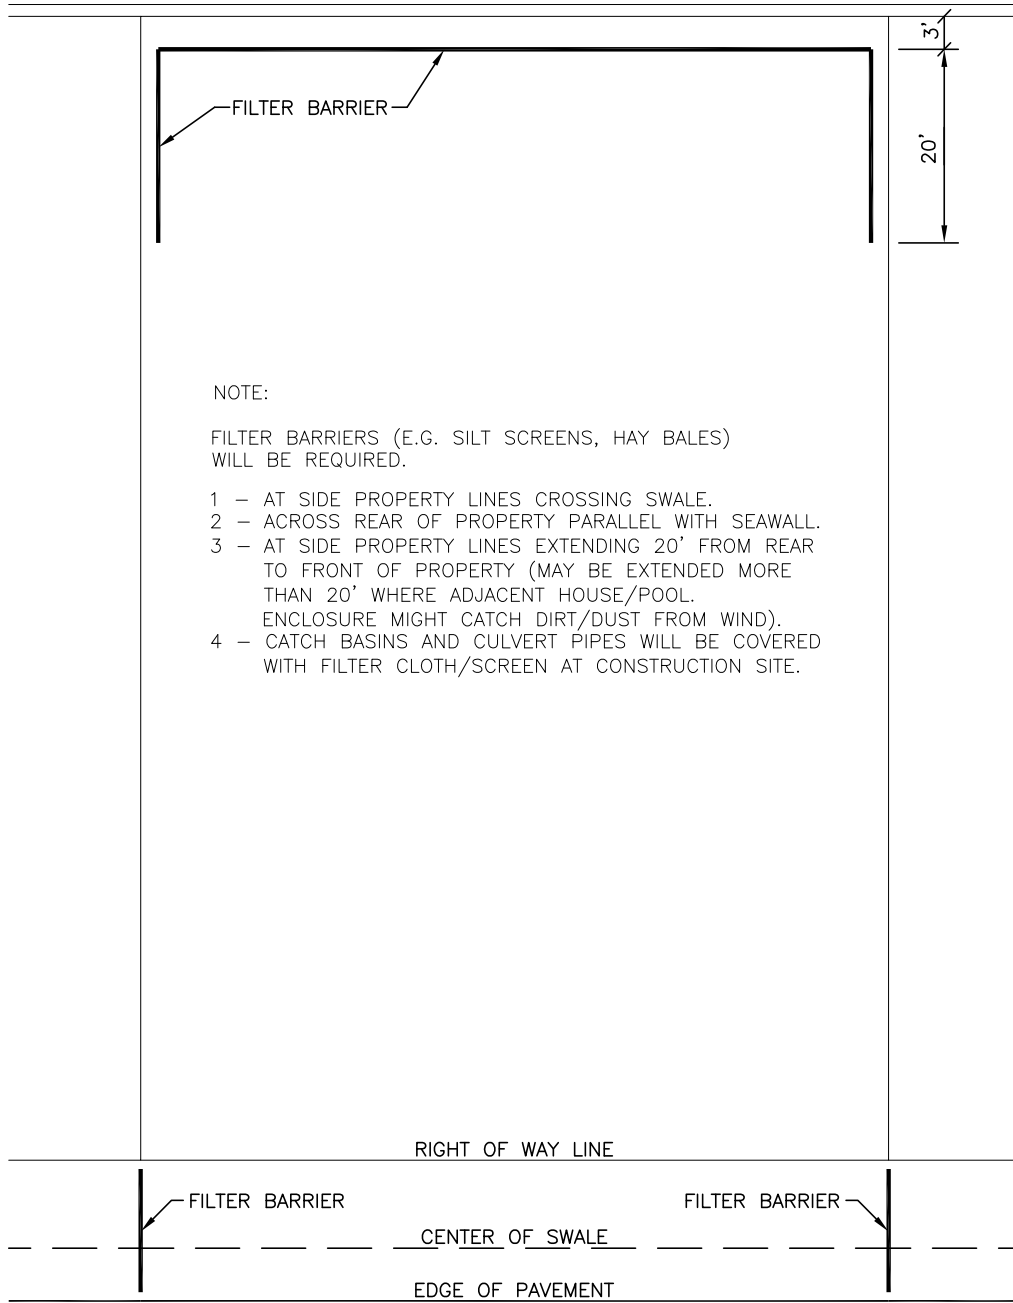 3'
FILTER BARRIER
20'
NOTE:
FILTER BARRIERS (E.G. SILT SCREENS, HAY BALES)
WILL BE REQUIRED.
1 – AT SIDE PROPERTY LINES CROSSING SWALE.
2 – ACROSS REAR OF PROPERTY PARALLEL WITH SEAWALL.
3 – AT SIDE PROPERTY LINES EXTENDING 20' FROM REAR
TO FRONT OF PROPERTY (MAY BE EXTENDED MORE
THAN 20' WHERE ADJACENT HOUSE/POOL.
ENCLOSURE MIGHT CATCH DIRT/DUST FROM WIND).
4 – CATCH BASINS AND CULVERT PIPES WILL BE COVERED
WITH FILTER CLOTH/SCREEN AT CONSTRUCTION SITE.
RIGHT OF WAY LINE
FILTER BARRIER
FILTER BARRIER
CENTER OF SWALE
EDGE OF PAVEMENT